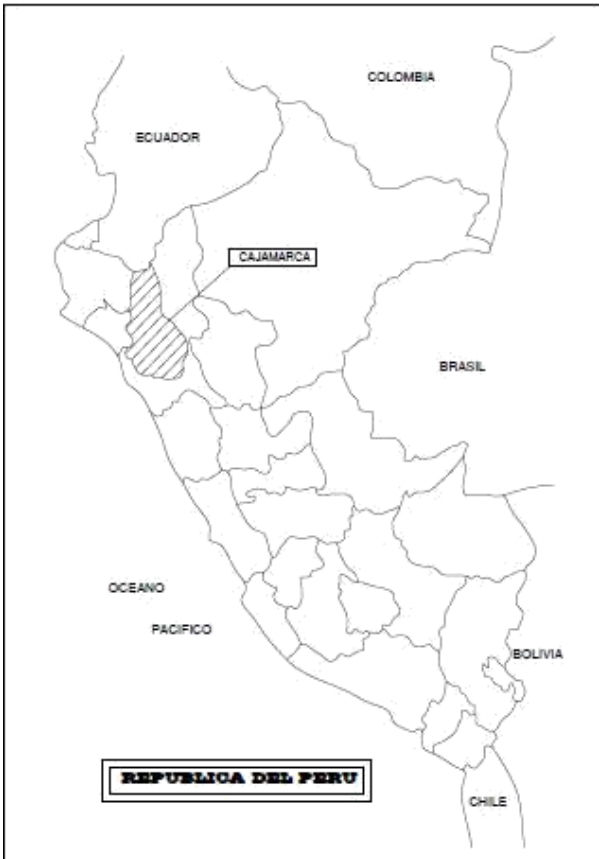 COLOMBIA
ECUADOR
CAJAMARCA
BRASIL
OCEANO
PACIFICO
BOLIVIA
REPUBLICA DEL PERU
CHILE